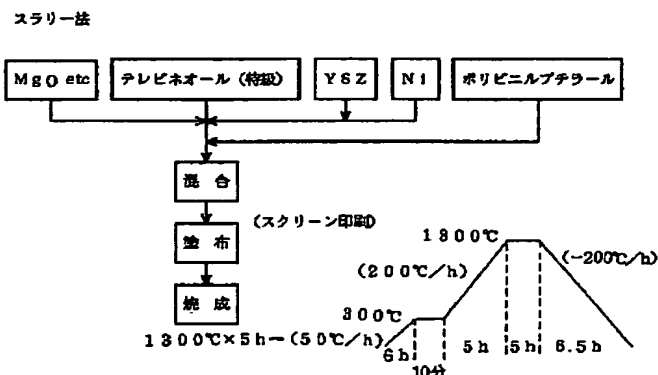 スラリー法
MgO etc
テレピネオール（特級）
YSZ
Ni
ポリビニルブチラール
混 合
(スクリーン印刷)
塗 布
焼 成
1300℃×5h-(50℃/h)
300℃
(200℃/h)
1300℃
(-200℃/h)
6h
10分
5h
5h
6.5h